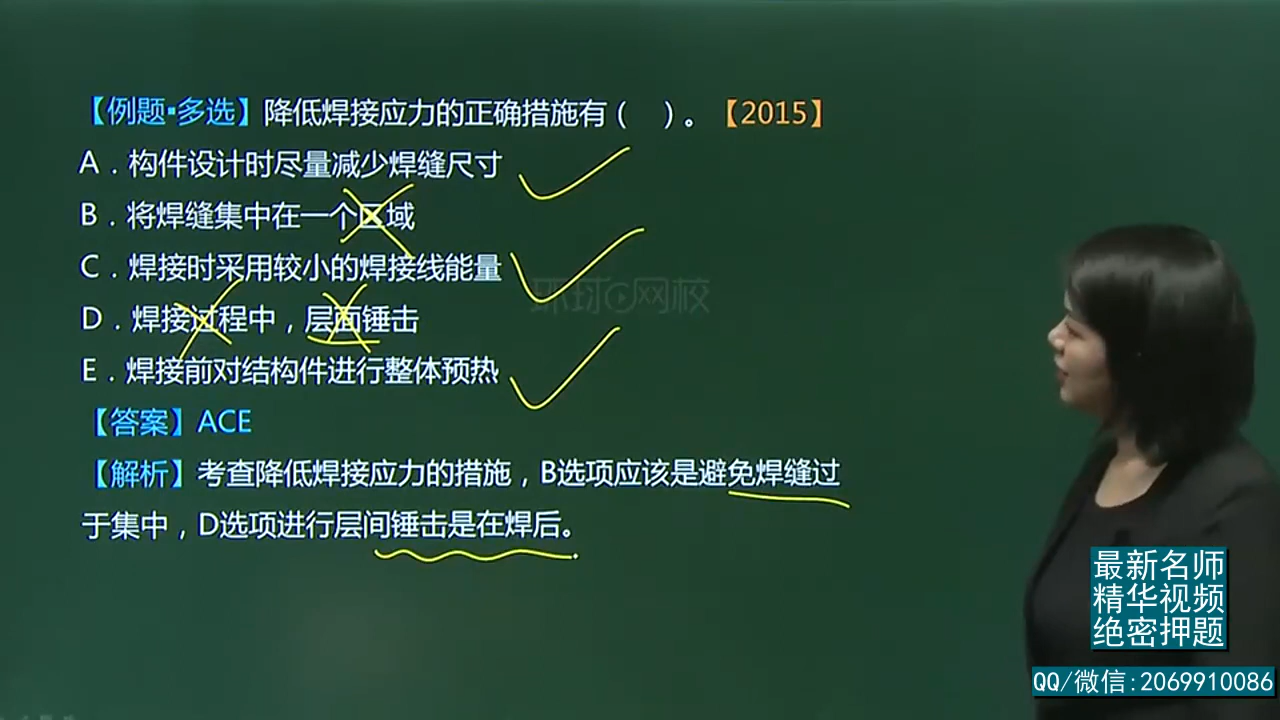 【例题·多选】降低焊接应力的正确措施有（　）。【2015】
A．构件设计时尽量减少焊缝尺寸
B．将焊缝集中在一个区域
C．焊接时采用较小的焊接线能量
环球网校
D．焊接过程中，层面锤击
E．焊接前对结构件进行整体预热
【答案】ACE
【解析】考查降低焊接应力的措施，B选项应该是避免焊缝过
于集中，D选项进行层间锤击是在焊后。
最新名师
精华视频
绝密押题
QQ/微信:2069910086